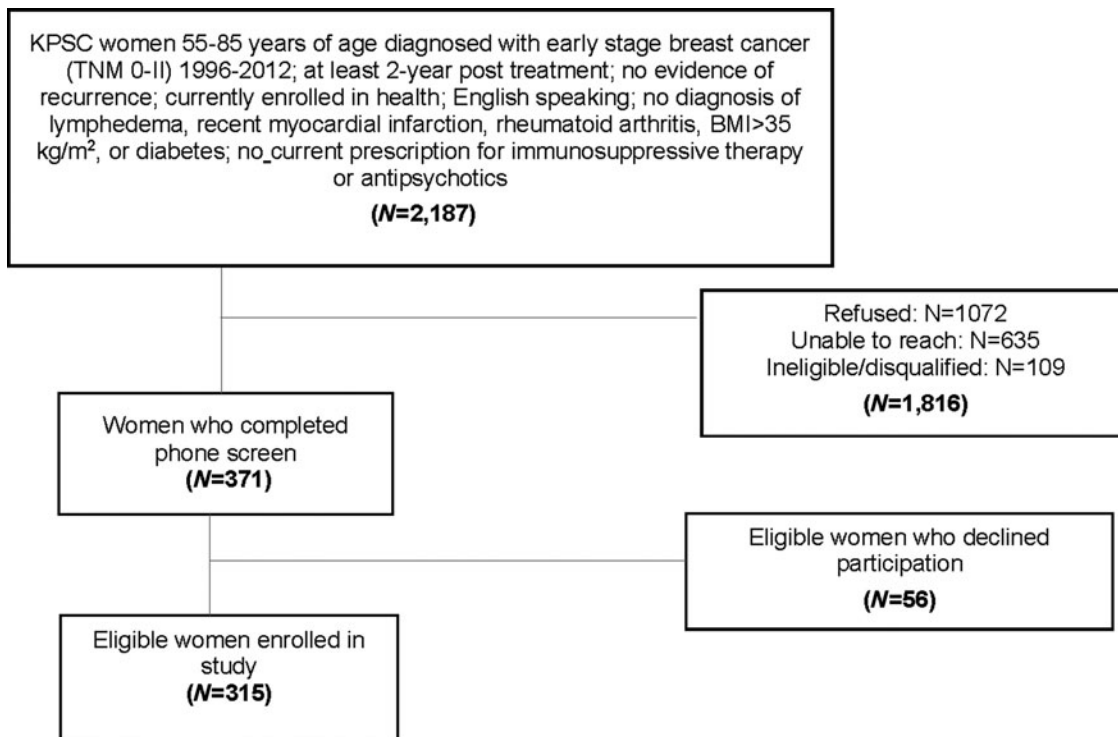 KPSC women 55-85 years of age diagnosed with early stage breast cancer
(TNM 0-II) 1996-2012; at least 2-year post treatment; no evidence of
recurrence; currently enrolled in health; English speaking; no diagnosis of
lymphedema, recent myocardial infarction, rheumatoid arthritis, BMI>35
kg/m², or diabetes; no_current prescription for immunosuppressive therapy
or antipsychotics
(N=2,187)
Refused: N=1072
Unable to reach: N=635
Ineligible/disqualified: N=109
(N=1,816)
Women who completed
phone screen
(N=371)
Eligible women who declined
participation
(N=56)
Eligible women enrolled in
study
(N=315)